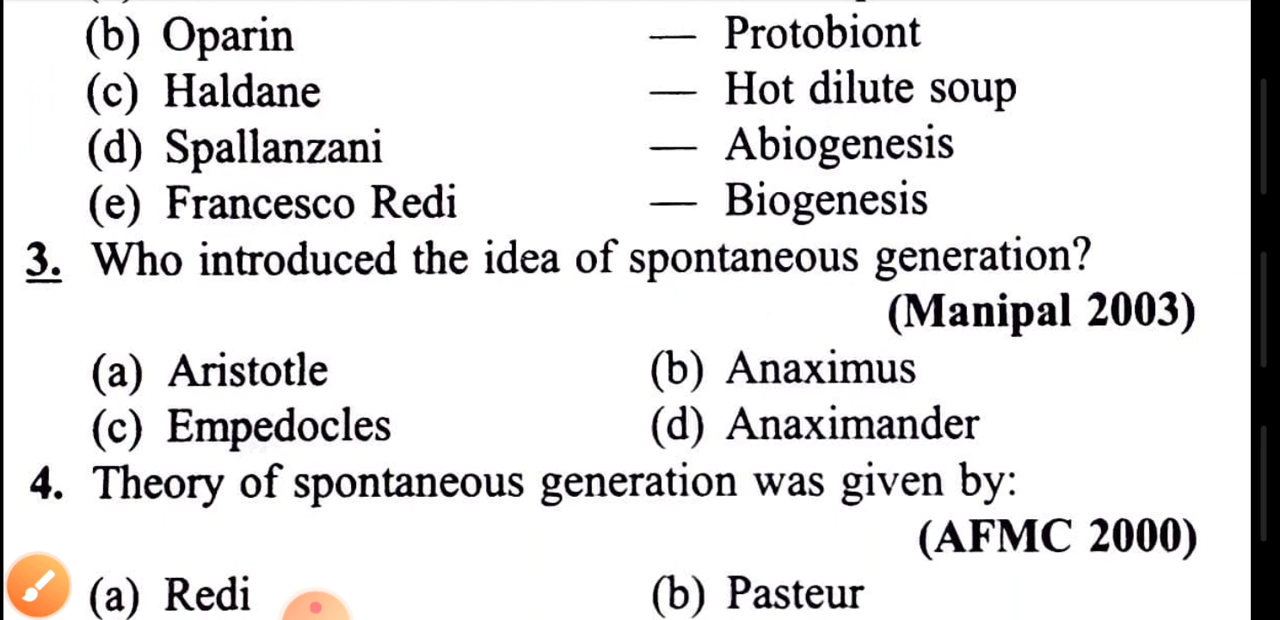 (b) Oparin — Protobiont
(c) Haldane — Hot dilute soup
(d) Spallanzani — Abiogenesis
(e) Francesco Redi — Biogenesis
3. Who introduced the idea of spontaneous generation?
(Manipal 2003)
(a) Aristotle (b) Anaximus
(c) Empedocles (d) Anaximander
4. Theory of spontaneous generation was given by:
(AFMC 2000)
(a) Redi (b) Pasteur